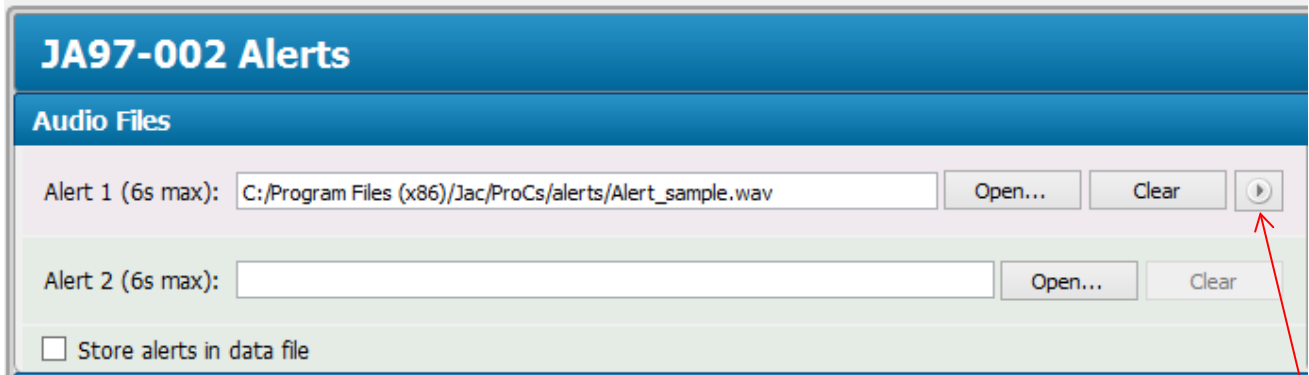 JA97-002 Alerts
Audio Files
Alert 1 (6s max): C:/Program Files (x86)/Jac/ProCs/alerts/Alert_sample.wav Open... Clear
Alert 2 (6s max): Open... Clear
Store alerts in data file